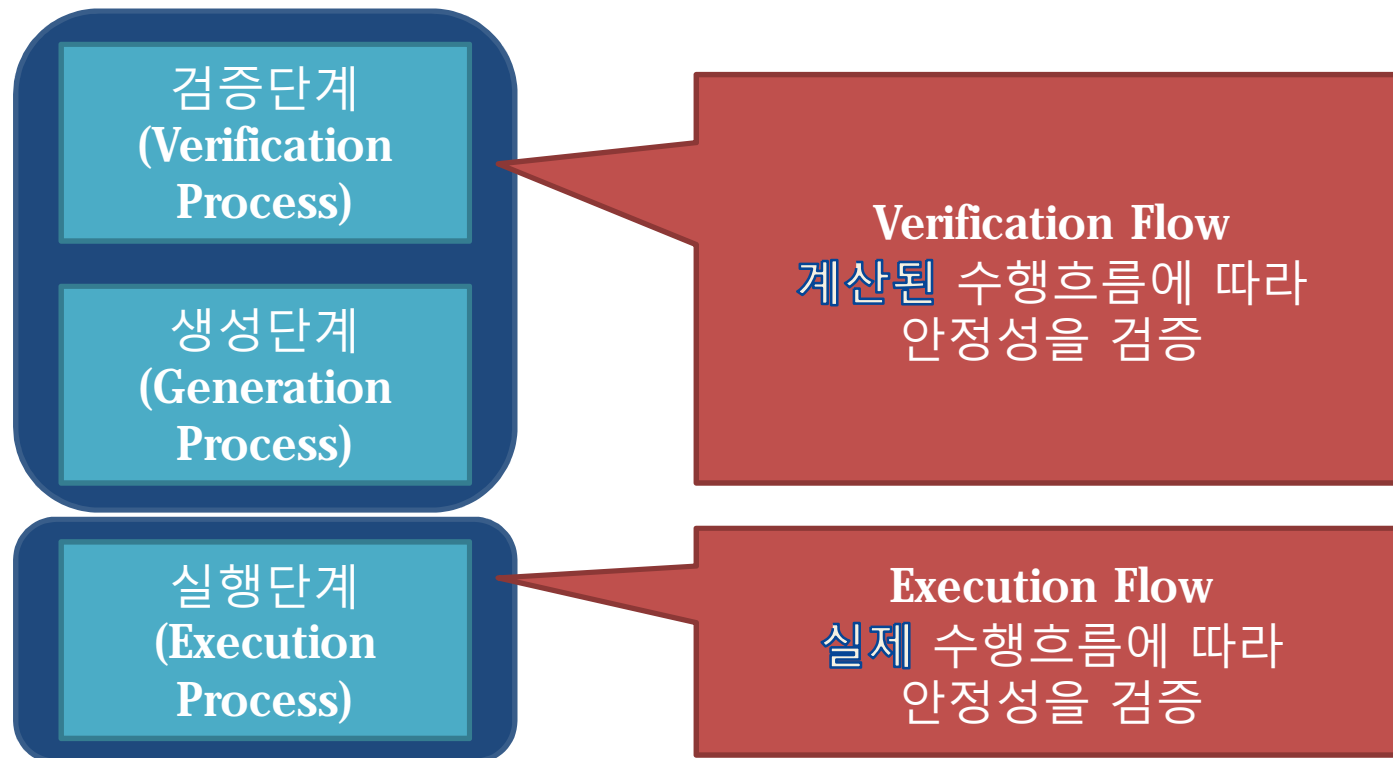 검증단계
(Verification
Process)
생성단계
(Generation
Process)
실행단계
(Execution
Process)
Verification Flow
계산된 수행흐름에 따라
안정성을 검증
Execution Flow
실제 수행흐름에 따라
안정성을 검증